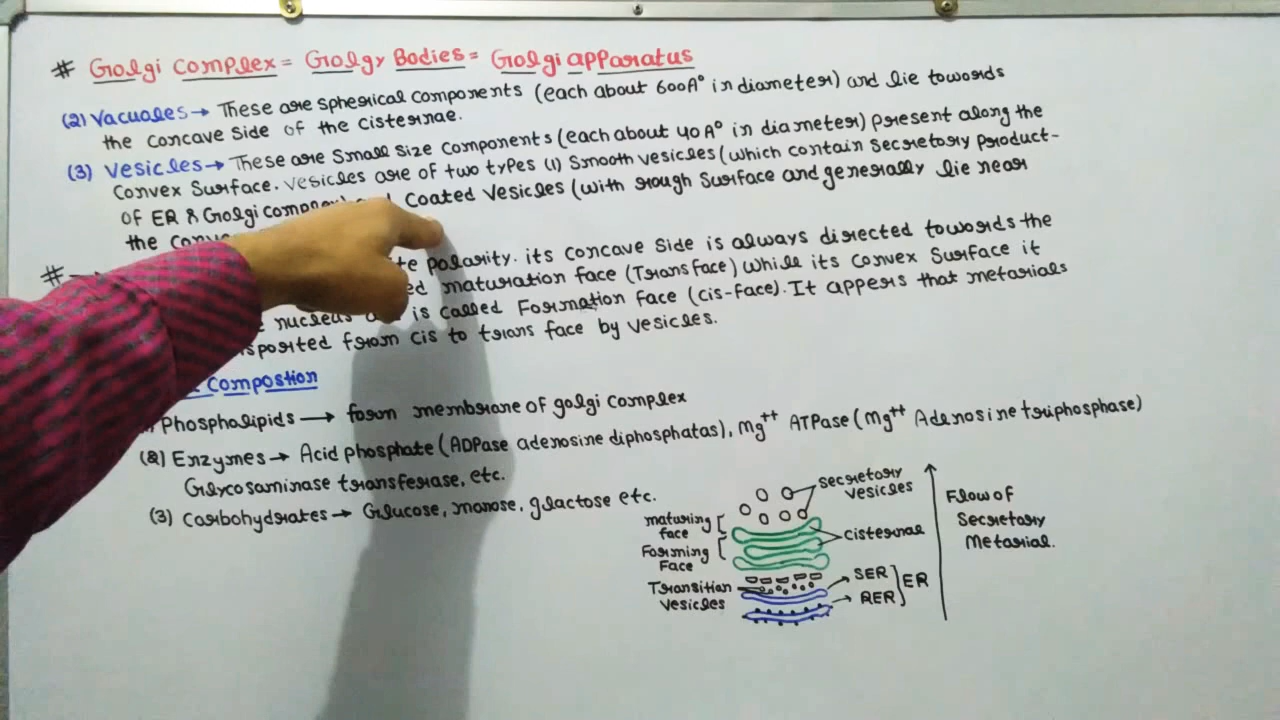 # Golgi complex = Golgy Bodies = Golgi apparatus
(2) Vacuoles → These are spherical components (each about 600A° in diameter) and lie towords
the concave side of the cisternae.
(3) Vesicles → These are small size components (each about 40A° in diameter) present along the
convex surface. Vesicles are of two types (1) Smooth vesicles (which contain secretory product-
of ER & Golgi complex) Coated Vesicles (with rough surface and generally lie near
the
# polarity. its concave side is always directed towards the
maturation face (Trans face) while its convex surface it
nucleus is called Formation face (cis-face). It appers that metarials
from cis to trans face by vesicles.
Compostion
Phospholipids → form membrane of golgi complex
(2) Enzymes → Acid phosphate (ADPase adenosine diphosphatas), Mg++ ATPase (Mg++ Adenosine triphosphase)
Glycosaminase transferase, etc.
(3) Carbohydrates → Glucose, manose, glactose etc.
secretory
vesicles
maturing
face
cisternal
Forming
Face
Transition
vesicles
SER
RER
ER
Flow of
Secretary
Metarial.